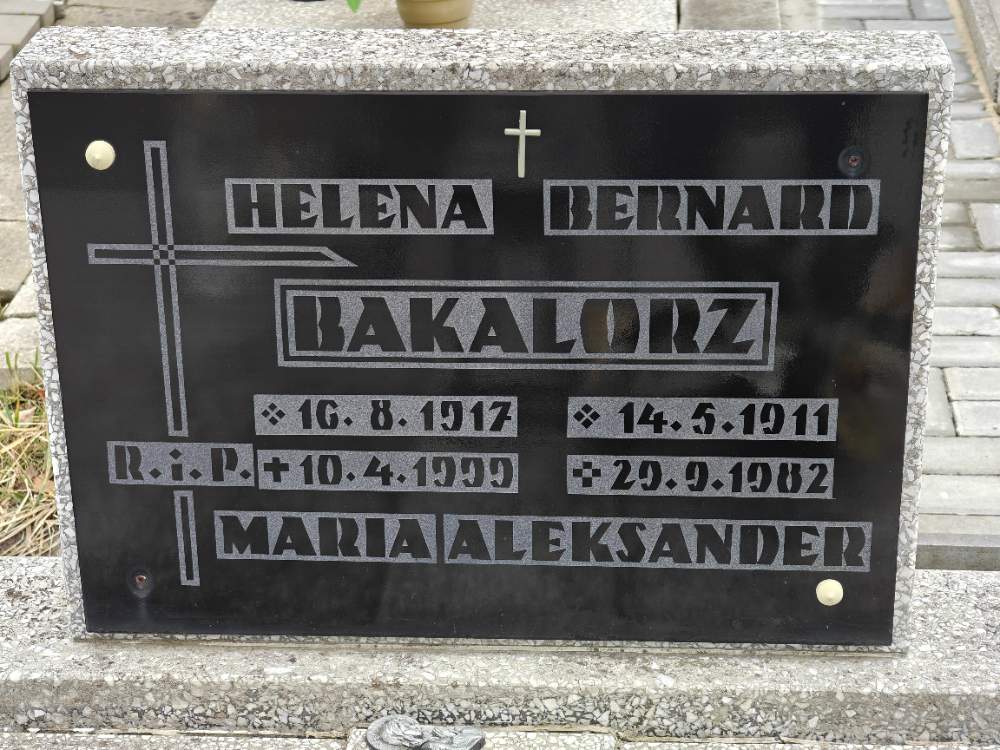 HELENA BERNARD
BAKALORZ
16.8.1917 14.5.1911
R.i.P. 10.4.1999 29.9.1982
MARIA ALEKSANDER